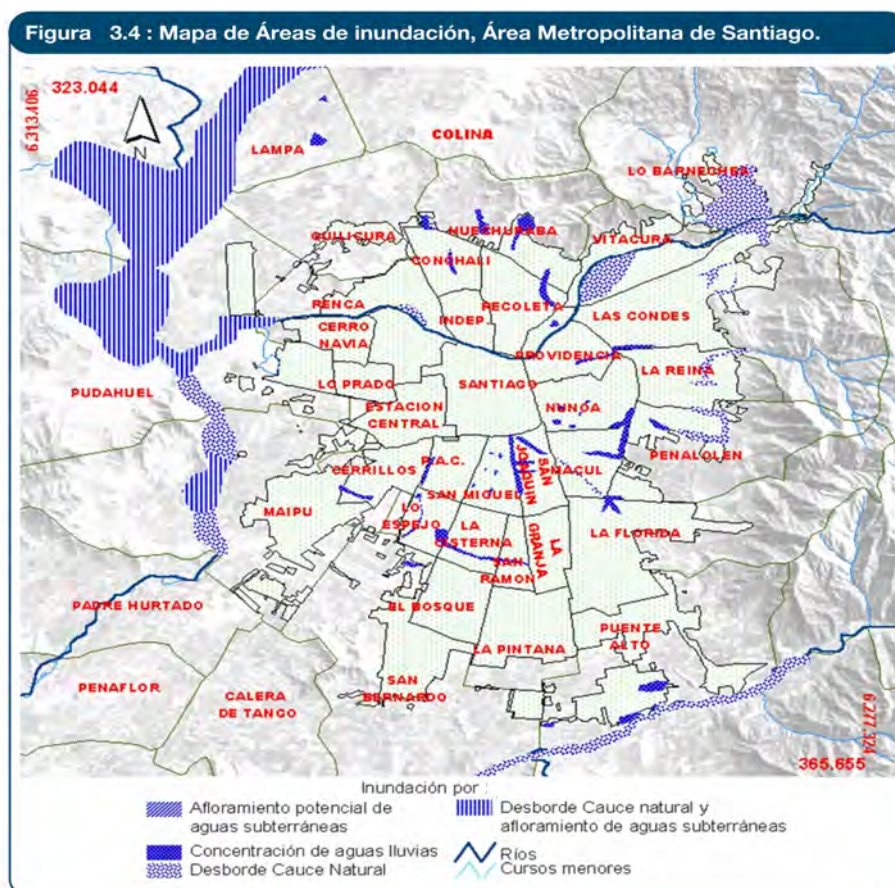 Figura 3.4 : Mapa de Áreas de inundación, Área Metropolitana de Santiago.
323.044
6.313.406
N
LAMPA
COLINA
LO BARNECHEA
QUILICURA
HUECHURABA
VITACURA
CONCHALI
RENCA
RECOLETA
INDEP.
LAS CONDES
CERRO
NAVIA
PROVIDENCIA
LA REINA
LO PRADO
SANTIAGO
PUDAHUEL
ESTACION
CENTRAL
NUNOA
PENALOLEN
CERRILLOS
P.A.C.
SAN
JOAQUIN
MACUL
SAN MIGUEL
MAIPU
LO
ESPEJO
LA
CISTERNA
LA
GRANJA
LA FLORIDA
SAN
RAMON
PADRE HURTADO
EL BOSQUE
PUENTE
ALTO
LA PINTANA
PENAFLOR
CALERA
DE TANGO
SAN
BERNARDO
6.277.324
365.655
Inundación por :
Afloramiento potencial de
aguas subterráneas
Concentración de aguas lluvias
Desborde Cauce Natural
Desborde Cauce natural y
afloramiento de aguas subterráneas
Ríos
Cursos menores